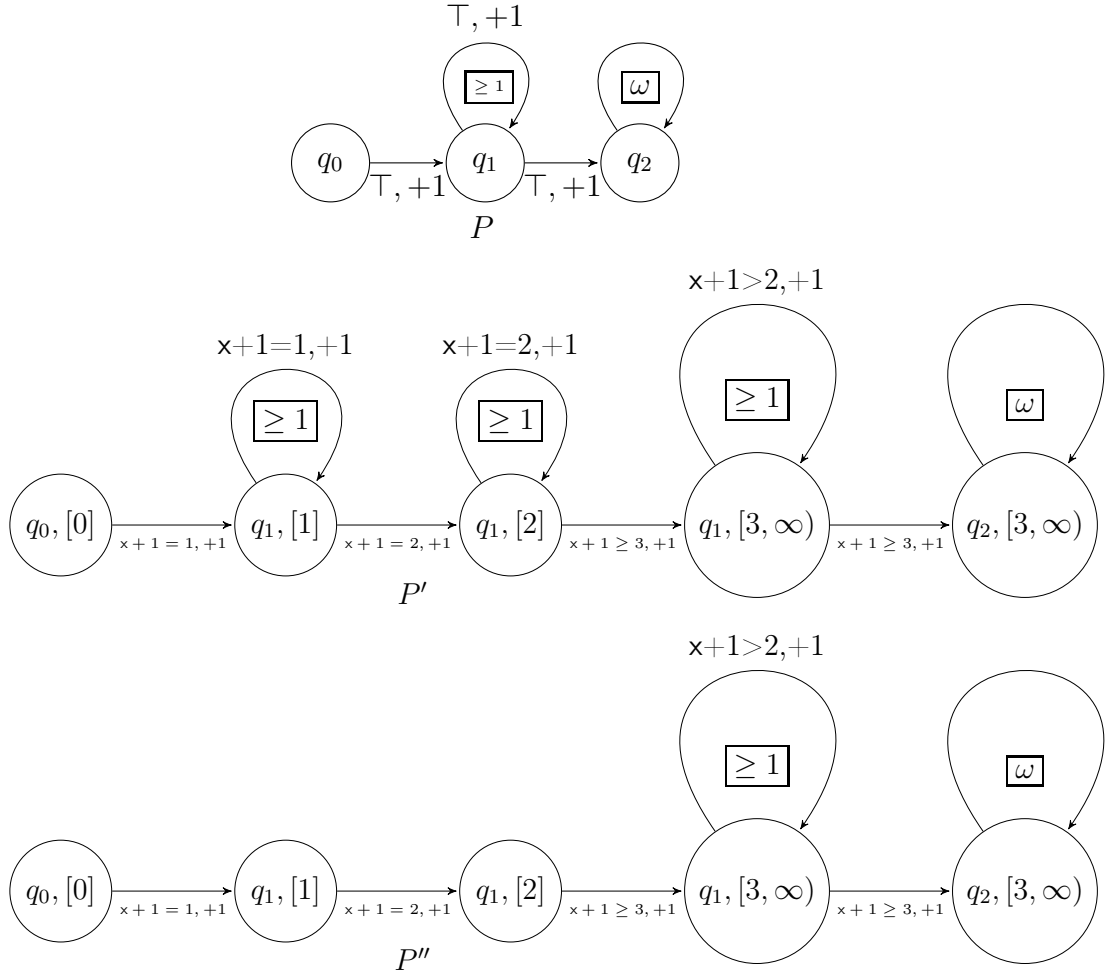 ⊤, +1
≥ 1 ω
q₀ q₁ q₂
⊤, +1 ⊤, +1
P
x+1>2,+1
x+1=1,+1 x+1=2,+1
≥ 1 ≥ 1 ≥ 1 ω
q₀, [0] q₁, [1] q₁, [2] q₁, [3, ∞) q₂, [3, ∞)
x + 1 = 1, +1 x + 1 = 2, +1 x + 1 ≥ 3, +1 x + 1 ≥ 3, +1
P′
x+1>2,+1
≥ 1 ω
q₀, [0] q₁, [1] q₁, [2] q₁, [3, ∞) q₂, [3, ∞)
x + 1 = 1, +1 x + 1 = 2, +1 x + 1 ≥ 3, +1 x + 1 ≥ 3, +1
P″